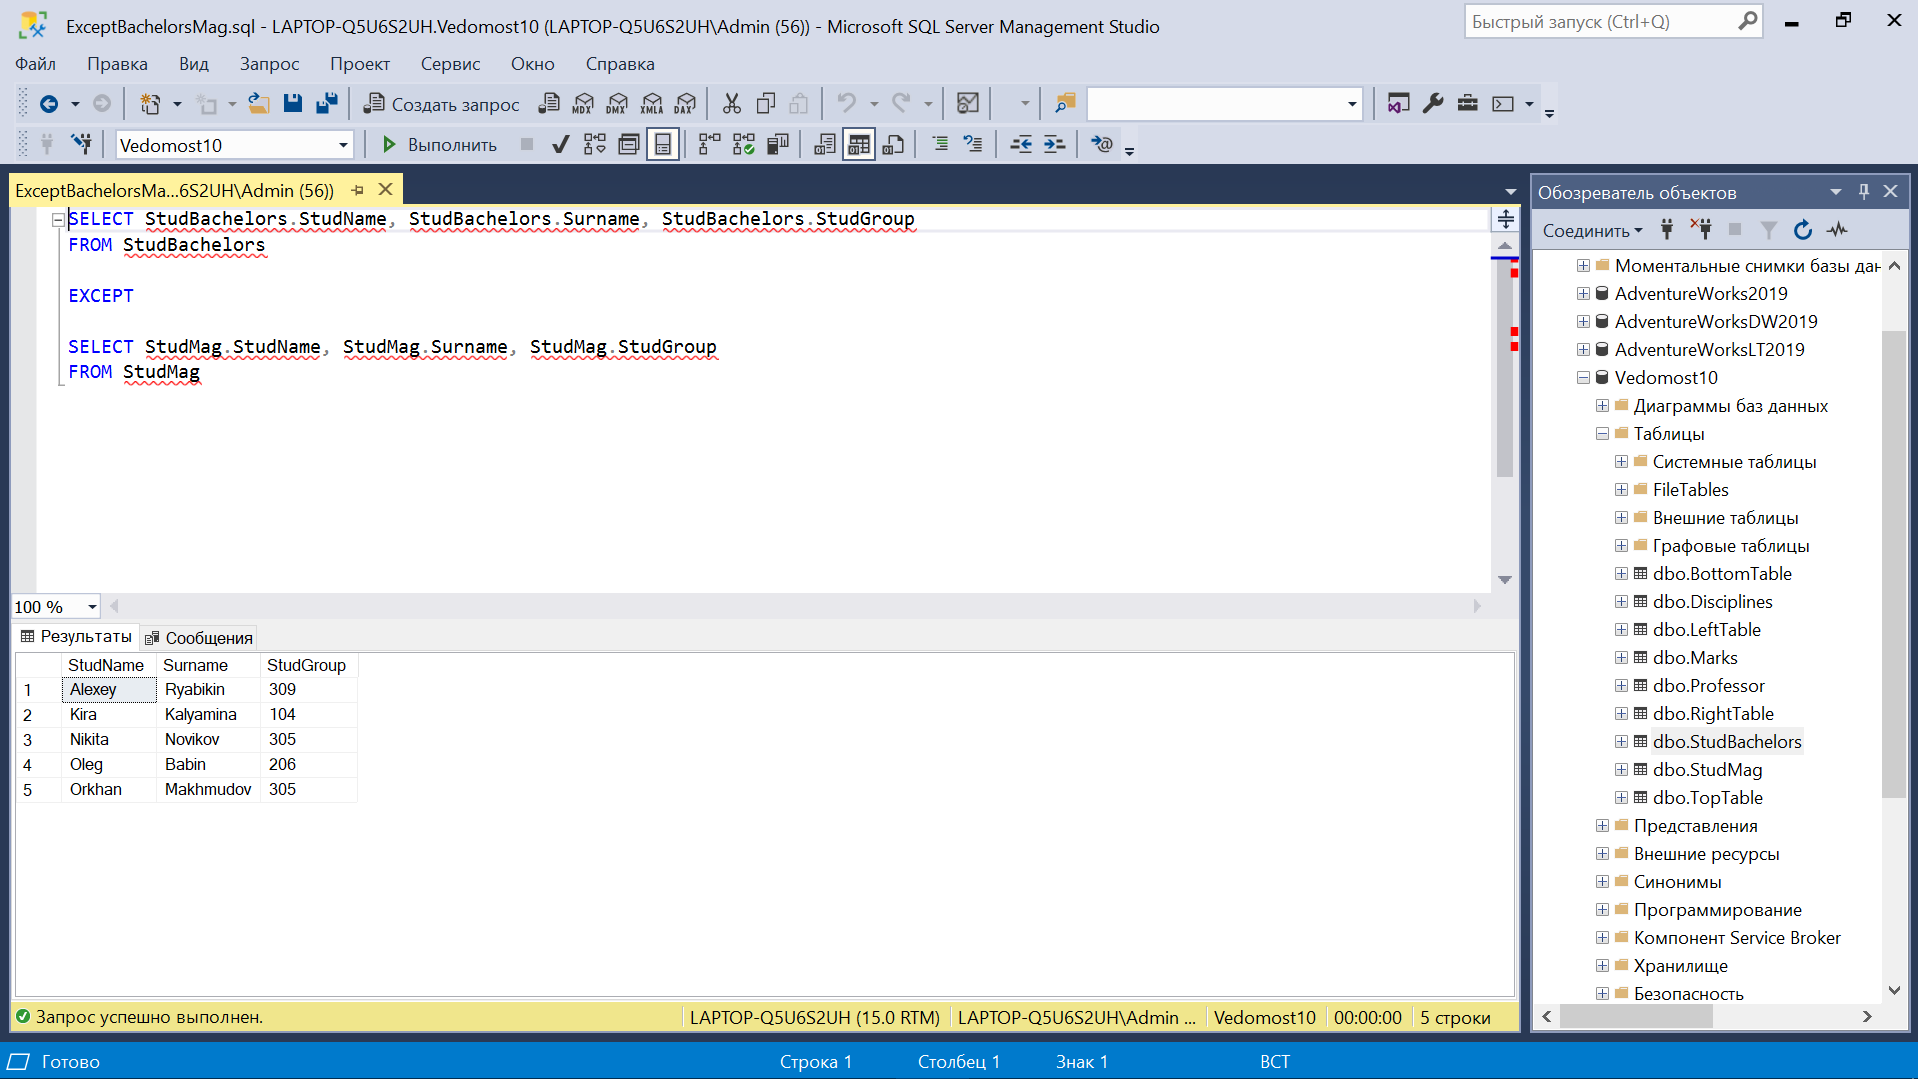 ExceptBachelorsMag.sql - LAPTOP-Q5U6S2UH.Vedomost10 (LAPTOP-Q5U6S2UH\Admin (56)) - Microsoft SQL Server Management Studio
Быстрый запуск (Ctrl+Q)
Файл Правка Вид Запрос Проект Сервис Окно Справка
Создать запрос MDX DMX XMLA DAX
Vedomost10 Выполнить
ExceptBachelorsMa...6S2UH\Admin (56))
SELECT StudBachelors.StudName, StudBachelors.Surname, StudBachelors.StudGroup
FROM StudBachelors
EXCEPT
SELECT StudMag.StudName, StudMag.Surname, StudMag.StudGroup
FROM StudMag
100 %
Результаты Сообщения
StudName Surname StudGroup
1 Alexey Ryabikin 309
2 Kira Kalyamina 104
3 Nikita Novikov 305
4 Oleg Babin 206
5 Orkhan Makhmudov 305
Запрос успешно выполнен. LAPTOP-Q5U6S2UH (15.0 RTM) LAPTOP-Q5U6S2UH\Admin ... Vedomost10 00:00:00 5 строки
Обозреватель объектов
Соединить
Моментальные снимки базы дан
AdventureWorks2019
AdventureWorksDW2019
AdventureWorksLT2019
Vedomost10
Диаграммы баз данных
Таблицы
Системные таблицы
FileTables
Внешние таблицы
Графовые таблицы
dbo.BottomTable
dbo.Disciplines
dbo.LeftTable
dbo.Marks
dbo.Professor
dbo.RightTable
dbo.StudBachelors
dbo.StudMag
dbo.TopTable
Представления
Внешние ресурсы
Синонимы
Программирование
Компонент Service Broker
Хранилище
Безопасность
Готово Строка 1 Столбец 1 Знак 1 ВСТ